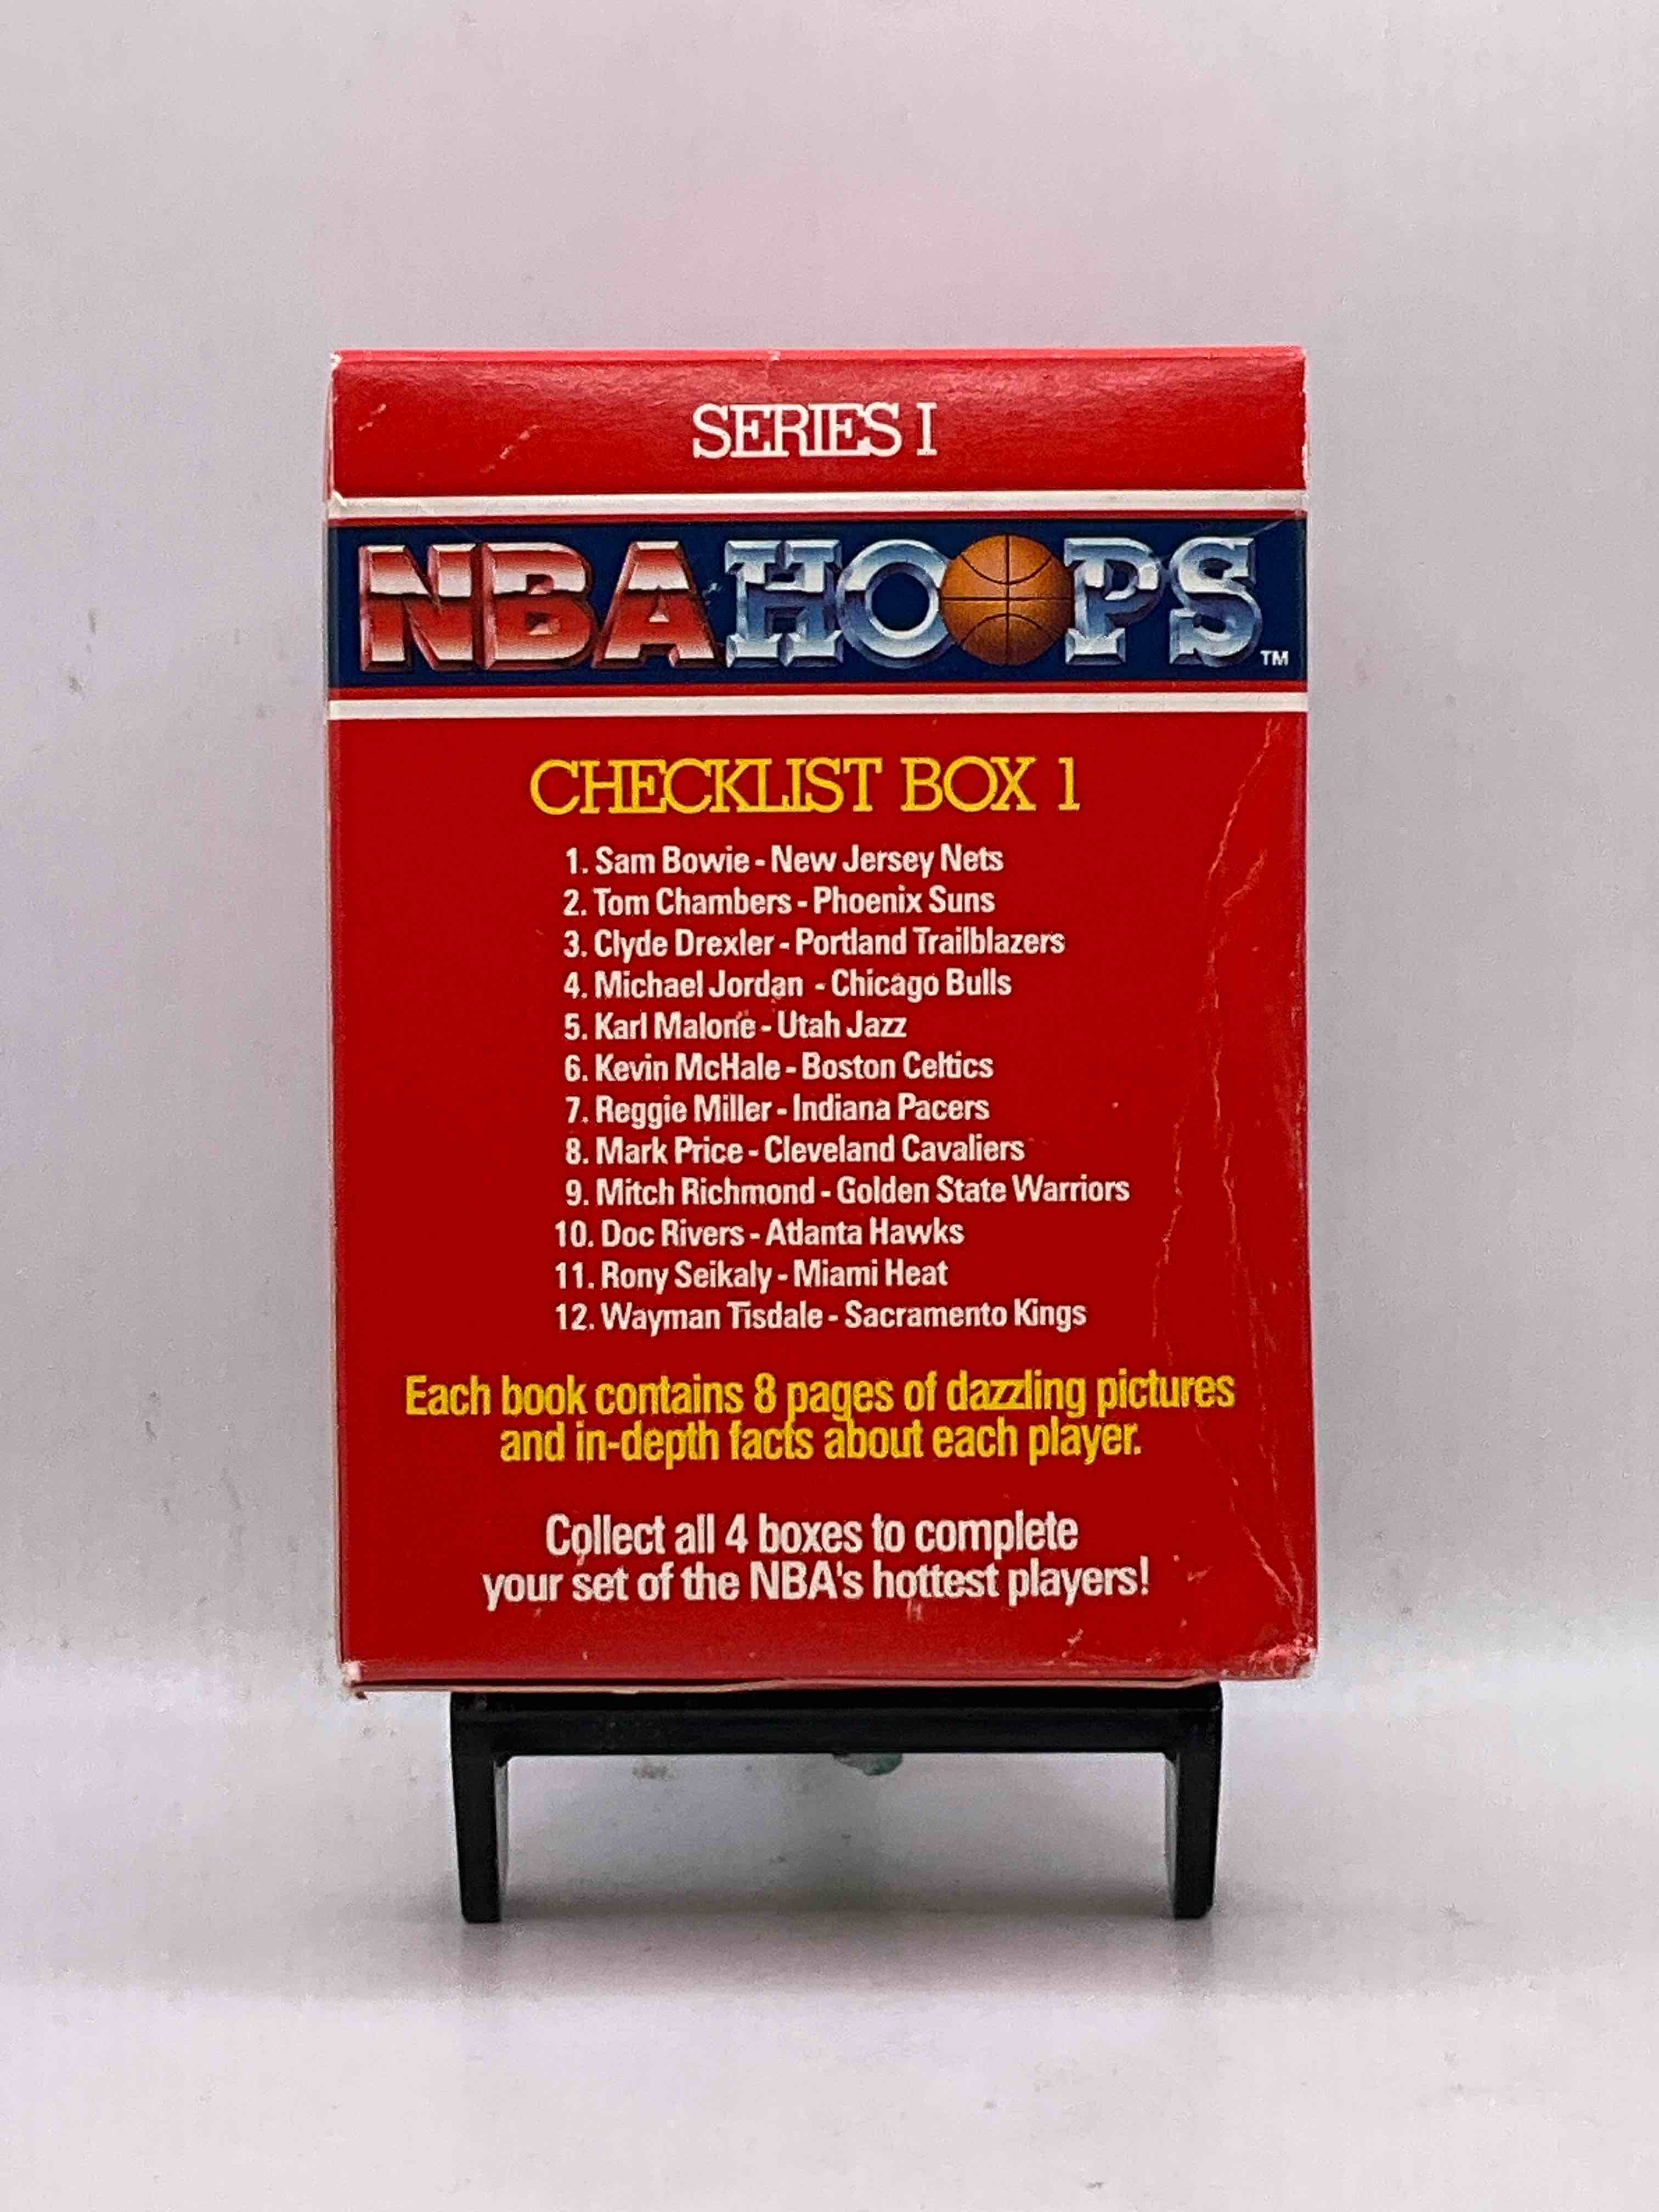 SERIES I
NBA HOOPS TM
CHECKLIST BOX 1
1. Sam Bowie - New Jersey Nets
2. Tom Chambers - Phoenix Suns
3. Clyde Drexler - Portland Trailblazers
4. Michael Jordan - Chicago Bulls
5. Karl Malone - Utah Jazz
6. Kevin McHale - Boston Celtics
7. Reggie Miller - Indiana Pacers
8. Mark Price - Cleveland Cavaliers
9. Mitch Richmond - Golden State Warriors
10. Doc Rivers - Atlanta Hawks
11. Rony Seikaly - Miami Heat
12. Wayman Tisdale - Sacramento Kings
Each book contains 8 pages of dazzling pictures
and in-depth facts about each player.
Collect all 4 boxes to complete
your set of the NBA's hottest players!